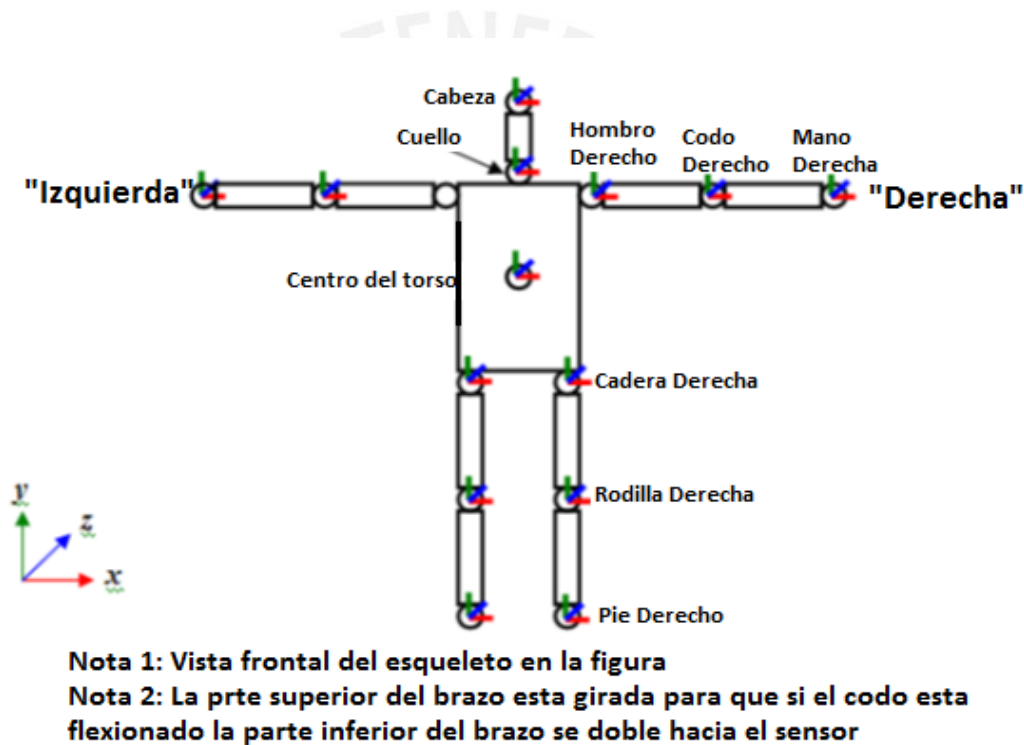 Cabeza
Cuello
Hombro
Derecho
Codo
Derecho
Mano
Derecha
"Izquierda"
"Derecha"
Centro del torso
Cadera Derecha
Rodilla Derecha
Pie Derecho
y
z
x
Nota 1: Vista frontal del esqueleto en la figura
Nota 2: La prte superior del brazo esta girada para que si el codo esta
flexionado la parte inferior del brazo se doble hacia el sensor